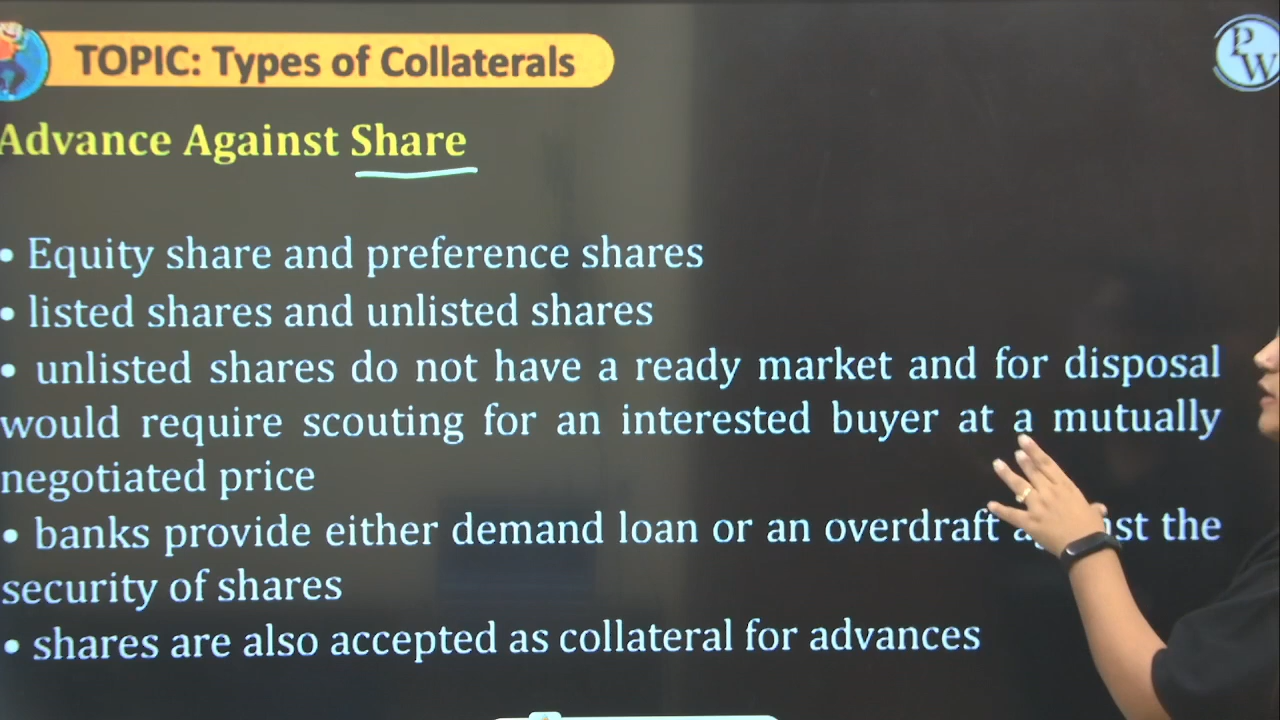 TOPIC: Types of Collaterals
PW
Advance Against Share
• Equity share and preference shares
• listed shares and unlisted shares
• unlisted shares do not have a ready market and for disposal
would require scouting for an interested buyer at a mutually
negotiated price
• banks provide either demand loan or an overdraft the
security of shares
• shares are also accepted as collateral for advances